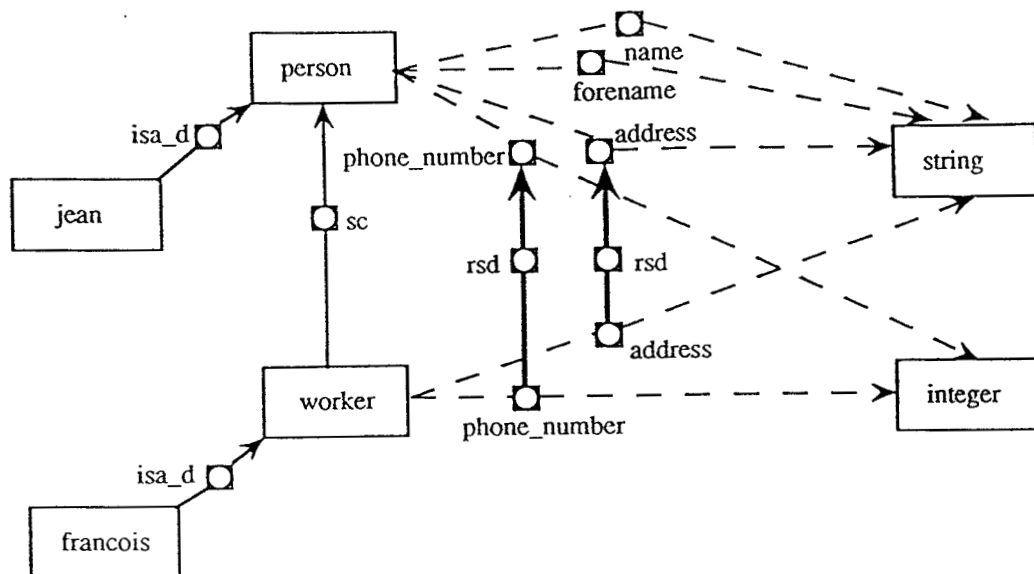 name
person
forename
isa_d
address
phone_number
string
jean
sc
rsd
rsd
address
integer
worker
phone_number
isa_d
francois